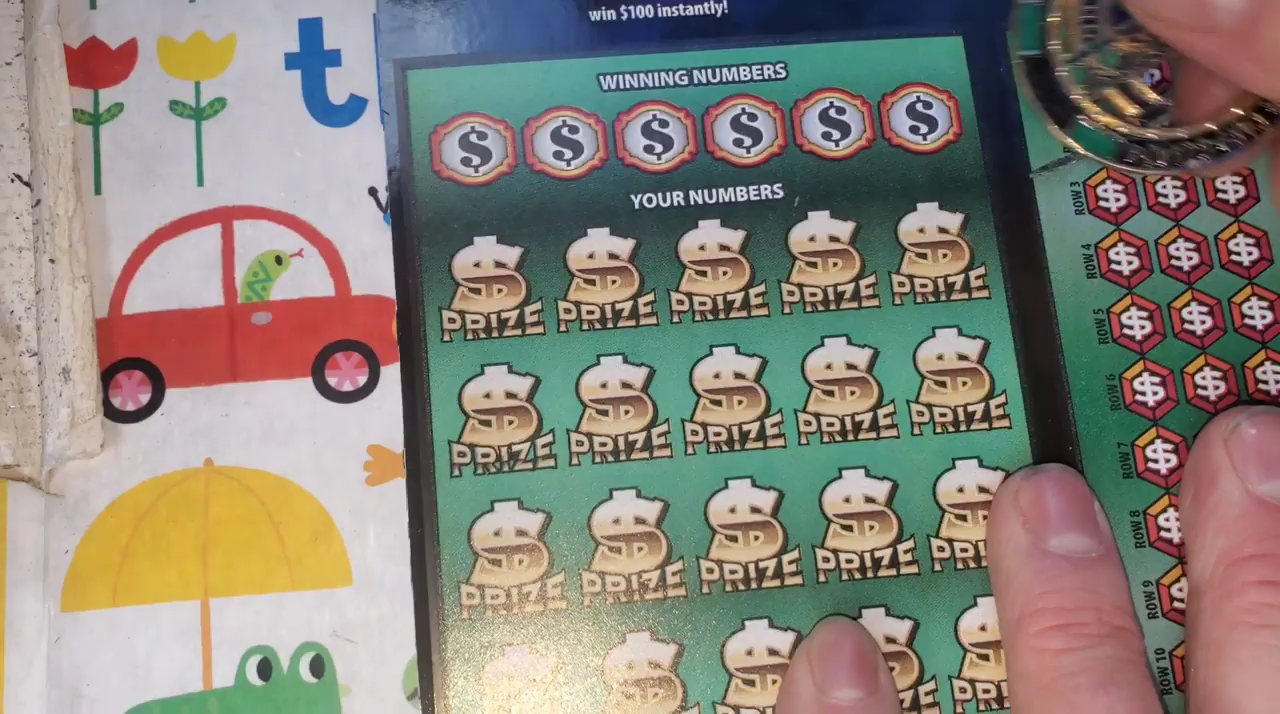 win $100 instantly!
t
WINNING NUMBERS
$ $ $ $ $ $
YOUR NUMBERS
$ $ $ $ $
PRIZE PRIZE PRIZE PRIZE PRIZE
$ $ $ $ $
PRIZE PRIZE PRIZE PRIZE PRIZE
$ $ $ $ $
PRIZE PRIZE PRIZE PRIZE PRI
$ $ $ $ $
ROW 3 $ $ $
ROW 4 $ $ $
ROW 5 $ $ $
ROW 6 $ $ $
ROW 7 $
ROW 8 $
ROW 9 $
ROW 10